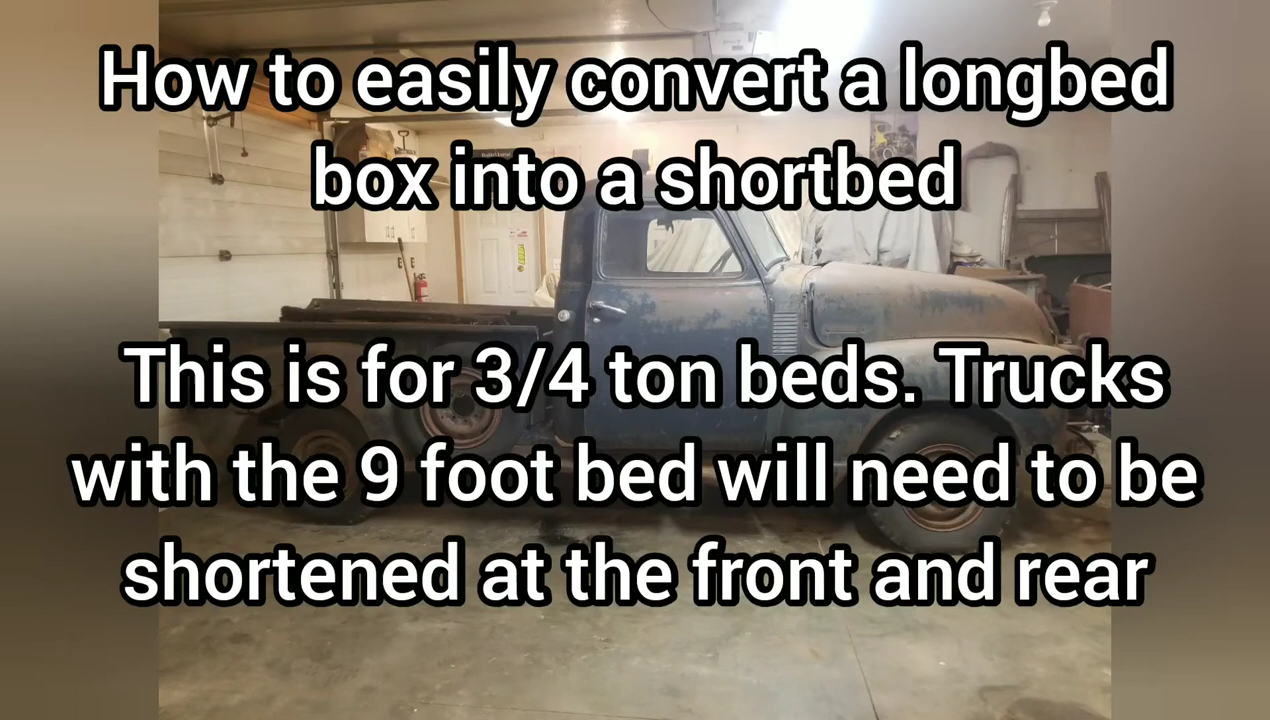 How to easily convert a longbed
box into a shortbed
This is for 3/4 ton beds. Trucks
with the 9 foot bed will need to be
shortened at the front and rear